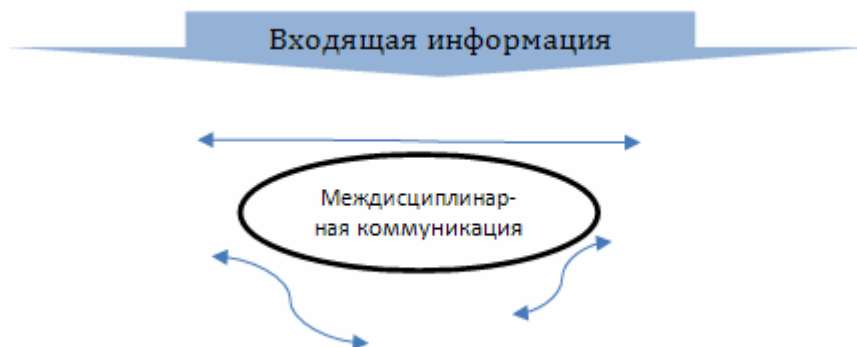 Входящая информация
Междисциплинар-
ная коммуникация